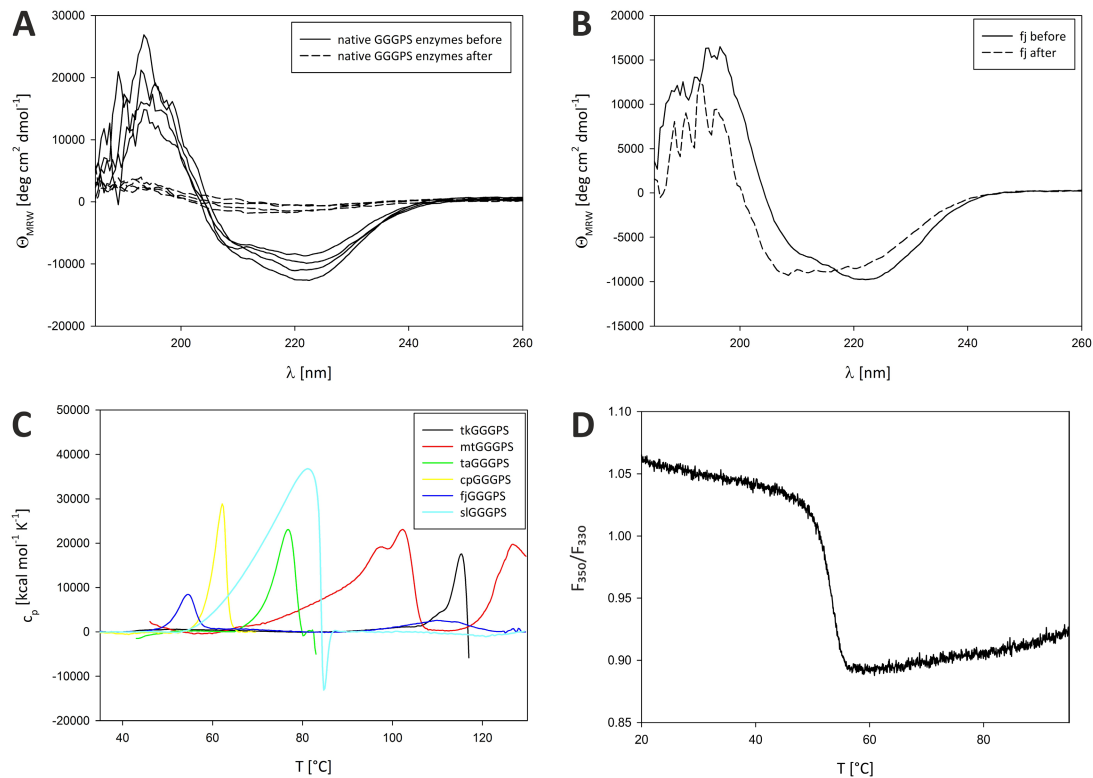 A
30000
20000
10000
0
-10000
-20000
ΘMRW [deg cm² dmol⁻¹]
native GGGPS enzymes before
native GGGPS enzymes after
200
220
240
260
λ [nm]
B
20000
15000
10000
5000
0
-5000
-10000
-15000
ΘMRW [deg cm² dmol⁻¹]
fj before
fj after
200
220
240
260
λ [nm]
C
50000
40000
30000
20000
10000
0
-10000
-20000
cp [kcal mol⁻¹ K⁻¹]
tkGGGPS
mtGGGPS
taGGGPS
cpGGGPS
fjGGGPS
slGGGPS
40
60
80
100
120
T [°C]
D
1.10
1.05
1.00
0.95
0.90
0.85
F350/F330
20
40
60
80
T [°C]